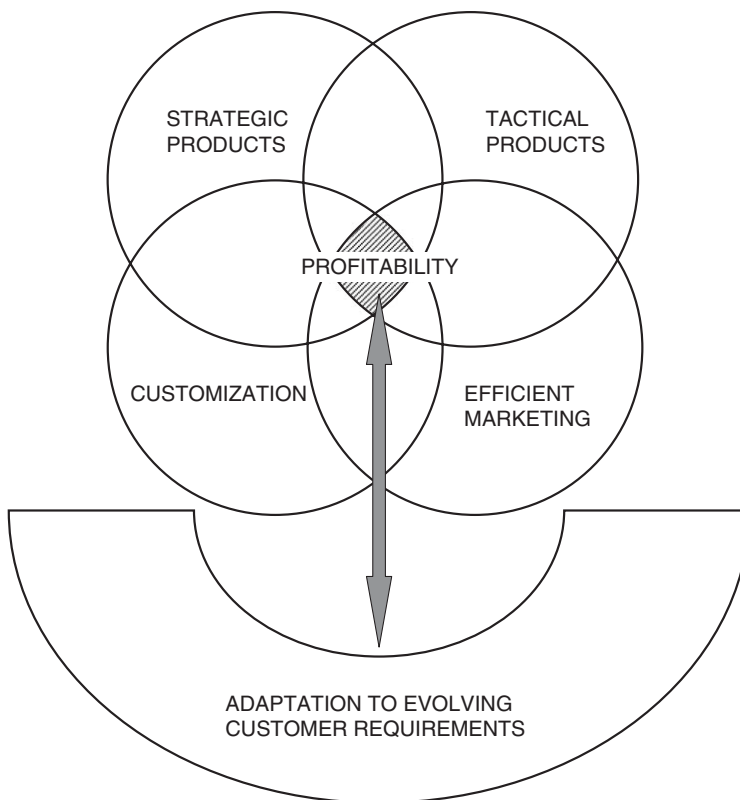 STRATEGIC
PRODUCTS
TACTICAL
PRODUCTS
PROFITABILITY
CUSTOMIZATION
EFFICIENT
MARKETING
ADAPTATION TO EVOLVING
CUSTOMER REQUIREMENTS